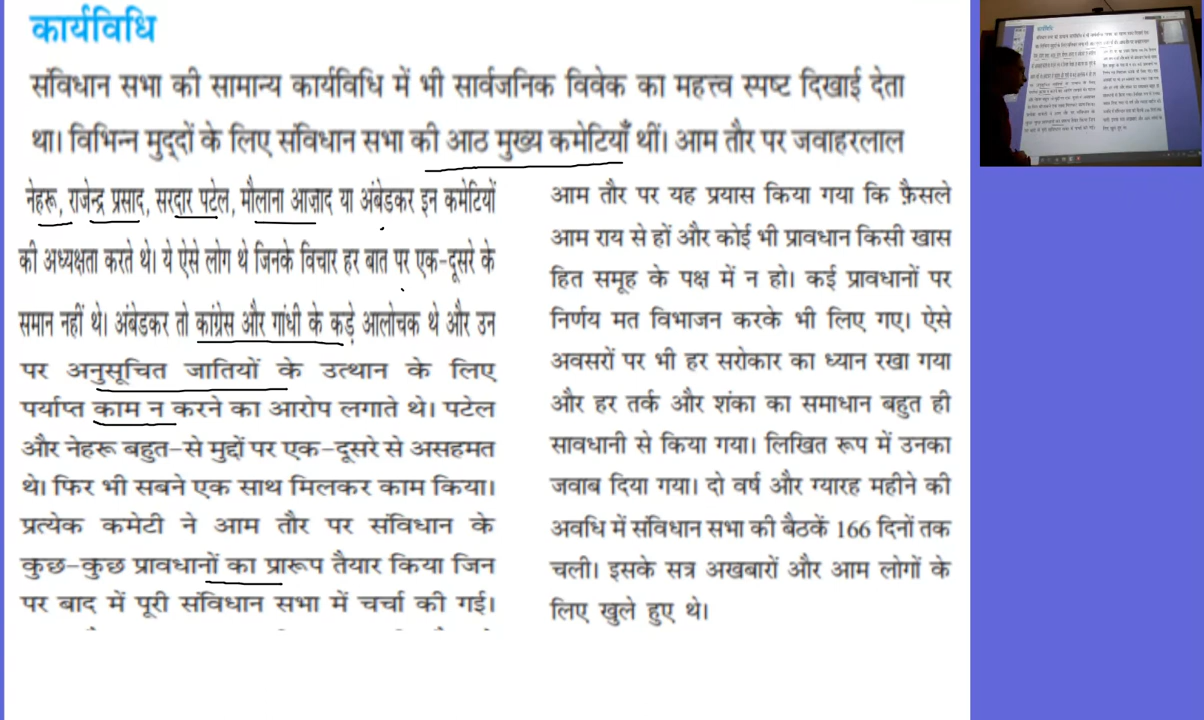 कार्यविधि
संविधान सभा की सामान्य कार्यविधि में भी सार्वजनिक विवेक का महत्त्व स्पष्ट दिखाई देता
था। विभिन्न मुद्दों के लिए संविधान सभा की आठ मुख्य कमेटियाँ थीं। आम तौर पर जवाहरलाल
नेहरू, राजेन्द्र प्रसाद, सरदार पटेल, मौलाना आज़ाद या अंबेडकर इन कमेटियों
की अध्यक्षता करते थे। ये ऐसे लोग थे जिनके विचार हर बात पर एक-दूसरे के
समान नहीं थे। अंबेडकर तो कांग्रेस और गांधी के कड़े आलोचक थे और उन
पर अनुसूचित जातियों के उत्थान के लिए
पर्याप्त काम न करने का आरोप लगाते थे। पटेल
और नेहरू बहुत-से मुद्दों पर एक-दूसरे से असहमत
थे। फिर भी सबने एक साथ मिलकर काम किया।
प्रत्येक कमेटी ने आम तौर पर संविधान के
कुछ-कुछ प्रावधानों का प्रारूप तैयार किया जिन
पर बाद में पूरी संविधान सभा में चर्चा की गई।
आम तौर पर यह प्रयास किया गया कि फ़ैसले
आम राय से हों और कोई भी प्रावधान किसी खास
हित समूह के पक्ष में न हो। कई प्रावधानों पर
निर्णय मत विभाजन करके भी लिए गए। ऐसे
अवसरों पर भी हर सरोकार का ध्यान रखा गया
और हर तर्क और शंका का समाधान बहुत ही
सावधानी से किया गया। लिखित रूप में उनका
जवाब दिया गया। दो वर्ष और ग्यारह महीने की
अवधि में संविधान सभा की बैठकें 166 दिनों तक
चली। इसके सत्र अखबारों और आम लोगों के
लिए खुले हुए थे।